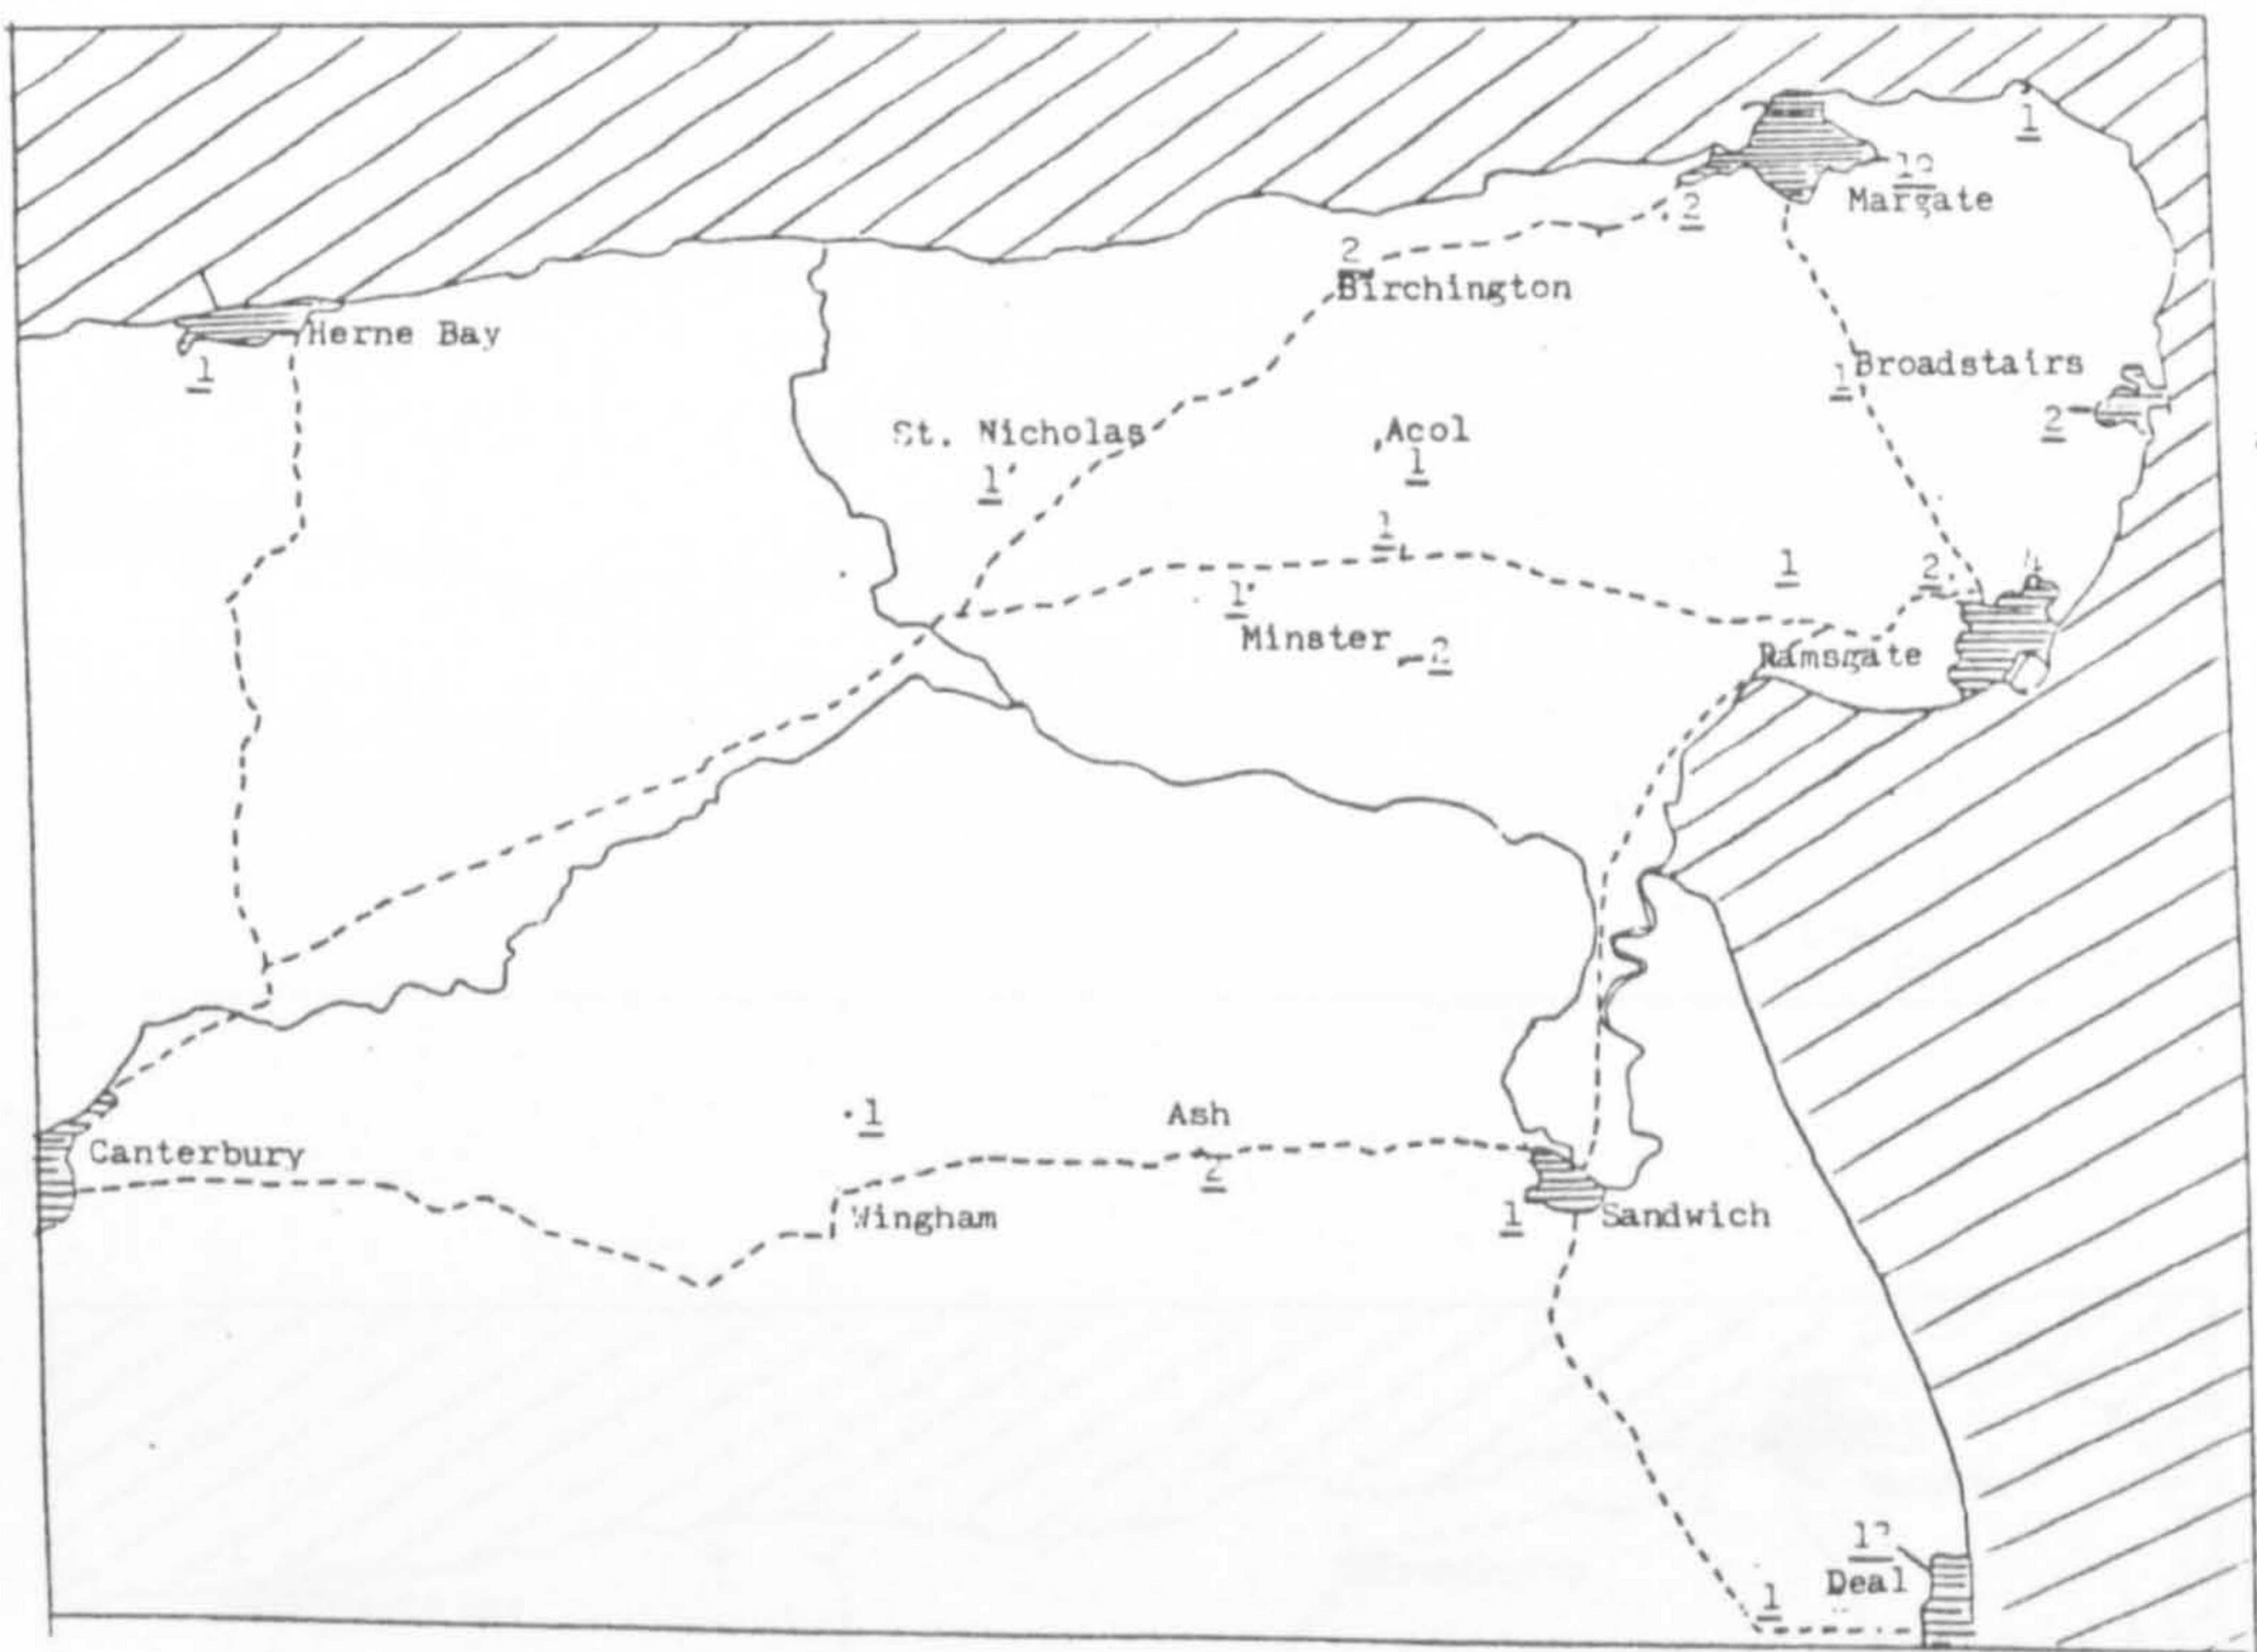 1
Margate
2
2
Birchington
Herne Bay
1
Broadstairs
1
2
St. Nicholas
1
Acol
1
1
1
2
4
1
Minster
2
Ramsgate
1
Ash
Canterbury
2
Wingham
1
Sandwich
Deal
1